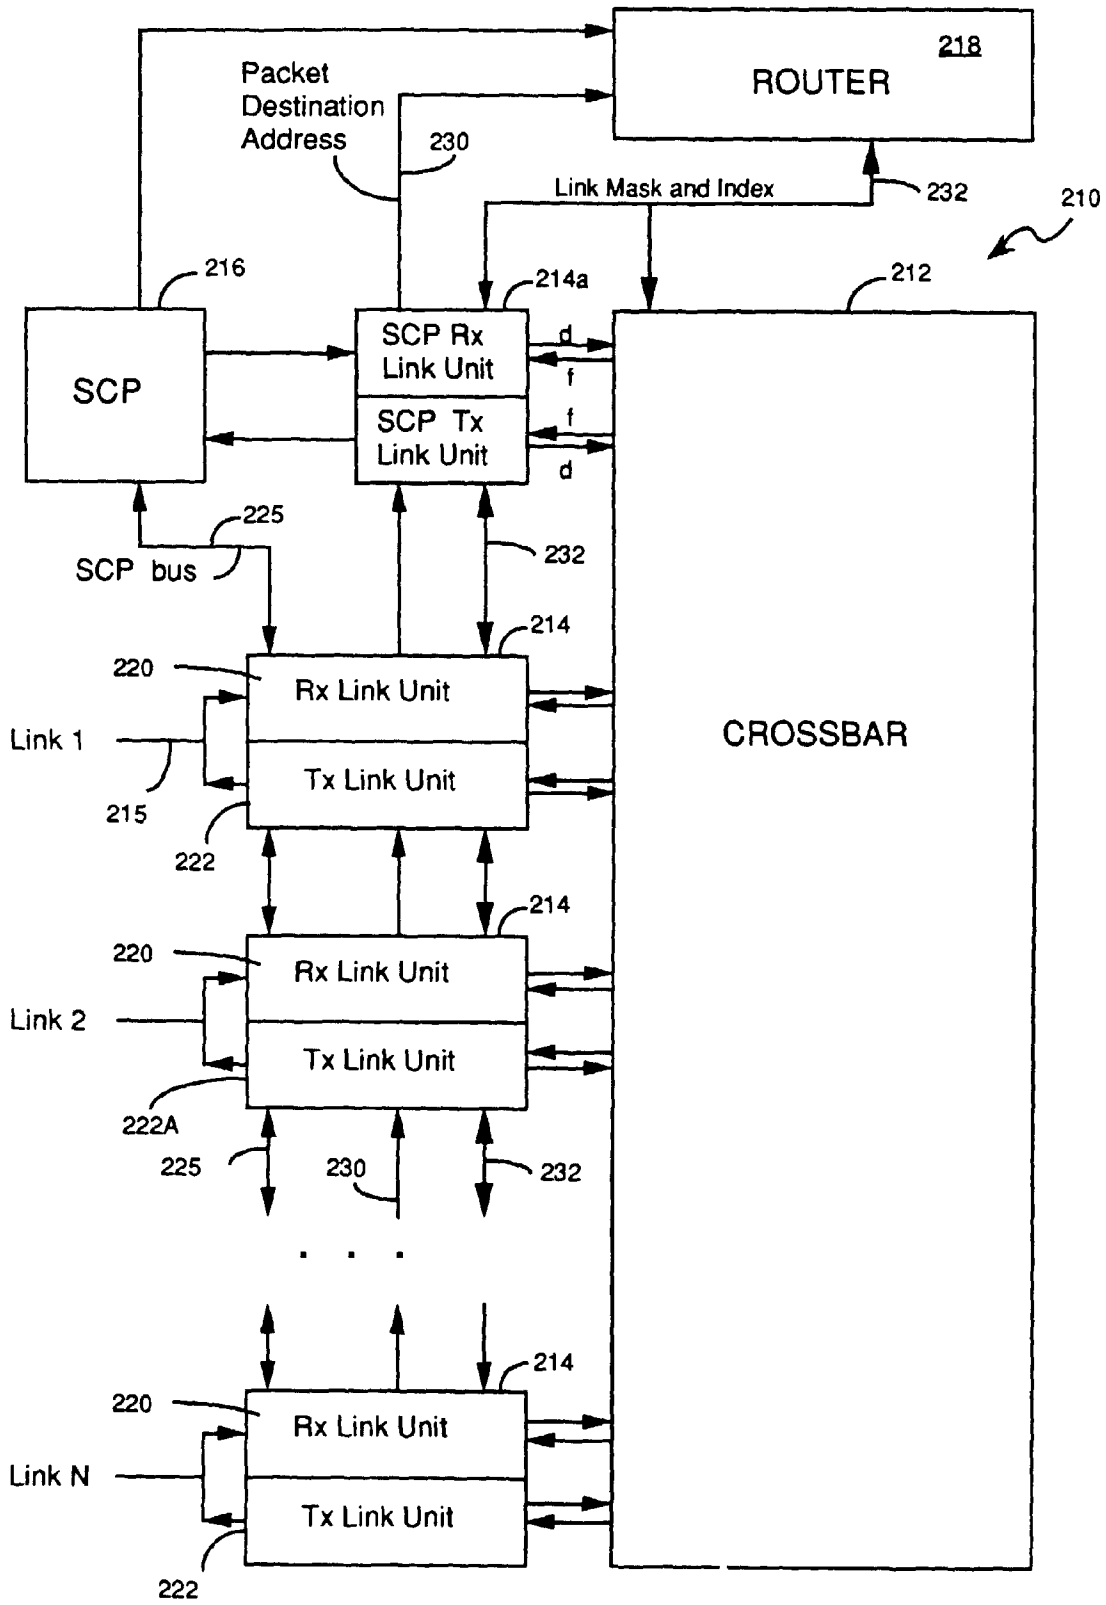 218
ROUTER
Packet
Destination
Address
230
Link Mask and Index
232
210
216
214a
212
SCP
SCP Rx
Link Unit
d
f
SCP Tx
Link Unit
f
d
225
SCP bus
232
214
220
Rx Link Unit
CROSSBAR
Link 1
Tx Link Unit
215
222
214
220
Rx Link Unit
Link 2
Tx Link Unit
222A
225
230
232
. . .
214
220
Rx Link Unit
Link N
Tx Link Unit
222